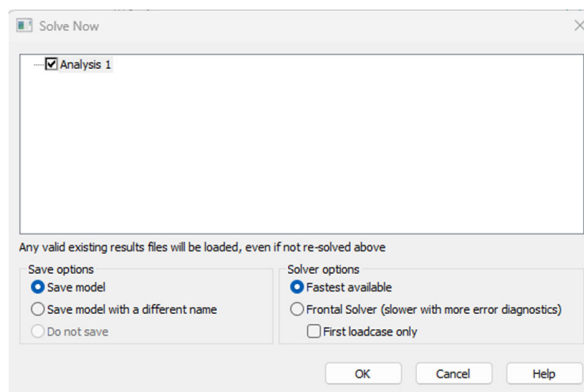 Solve Now
Analysis 1
Any valid existing results files will be loaded, even if not re-solved above
Save options
Save model
Save model with a different name
Do not save
Solver options
Fastest available
Frontal Solver (slower with more error diagnostics)
First loadcase only
OK
Cancel
Help